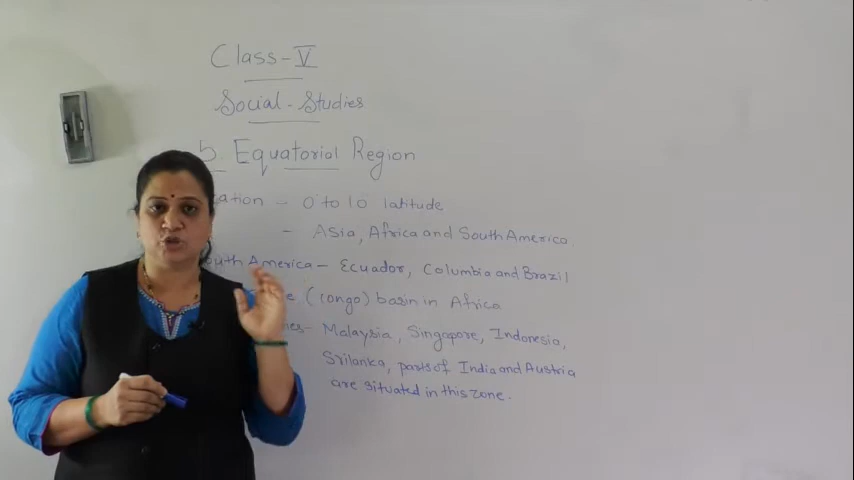 Class-V
Social-Studies
5. Equatorial Region
ation - 0 to 10 latitude
- Asia, Africa and South America
outh America - Ecuador, Columbia and Brazil
e (Congo) basin in Africa
ies- Malaysia, Singapore, Indonesia,
Srilanka, parts of India and Austria
are situated in this zone.